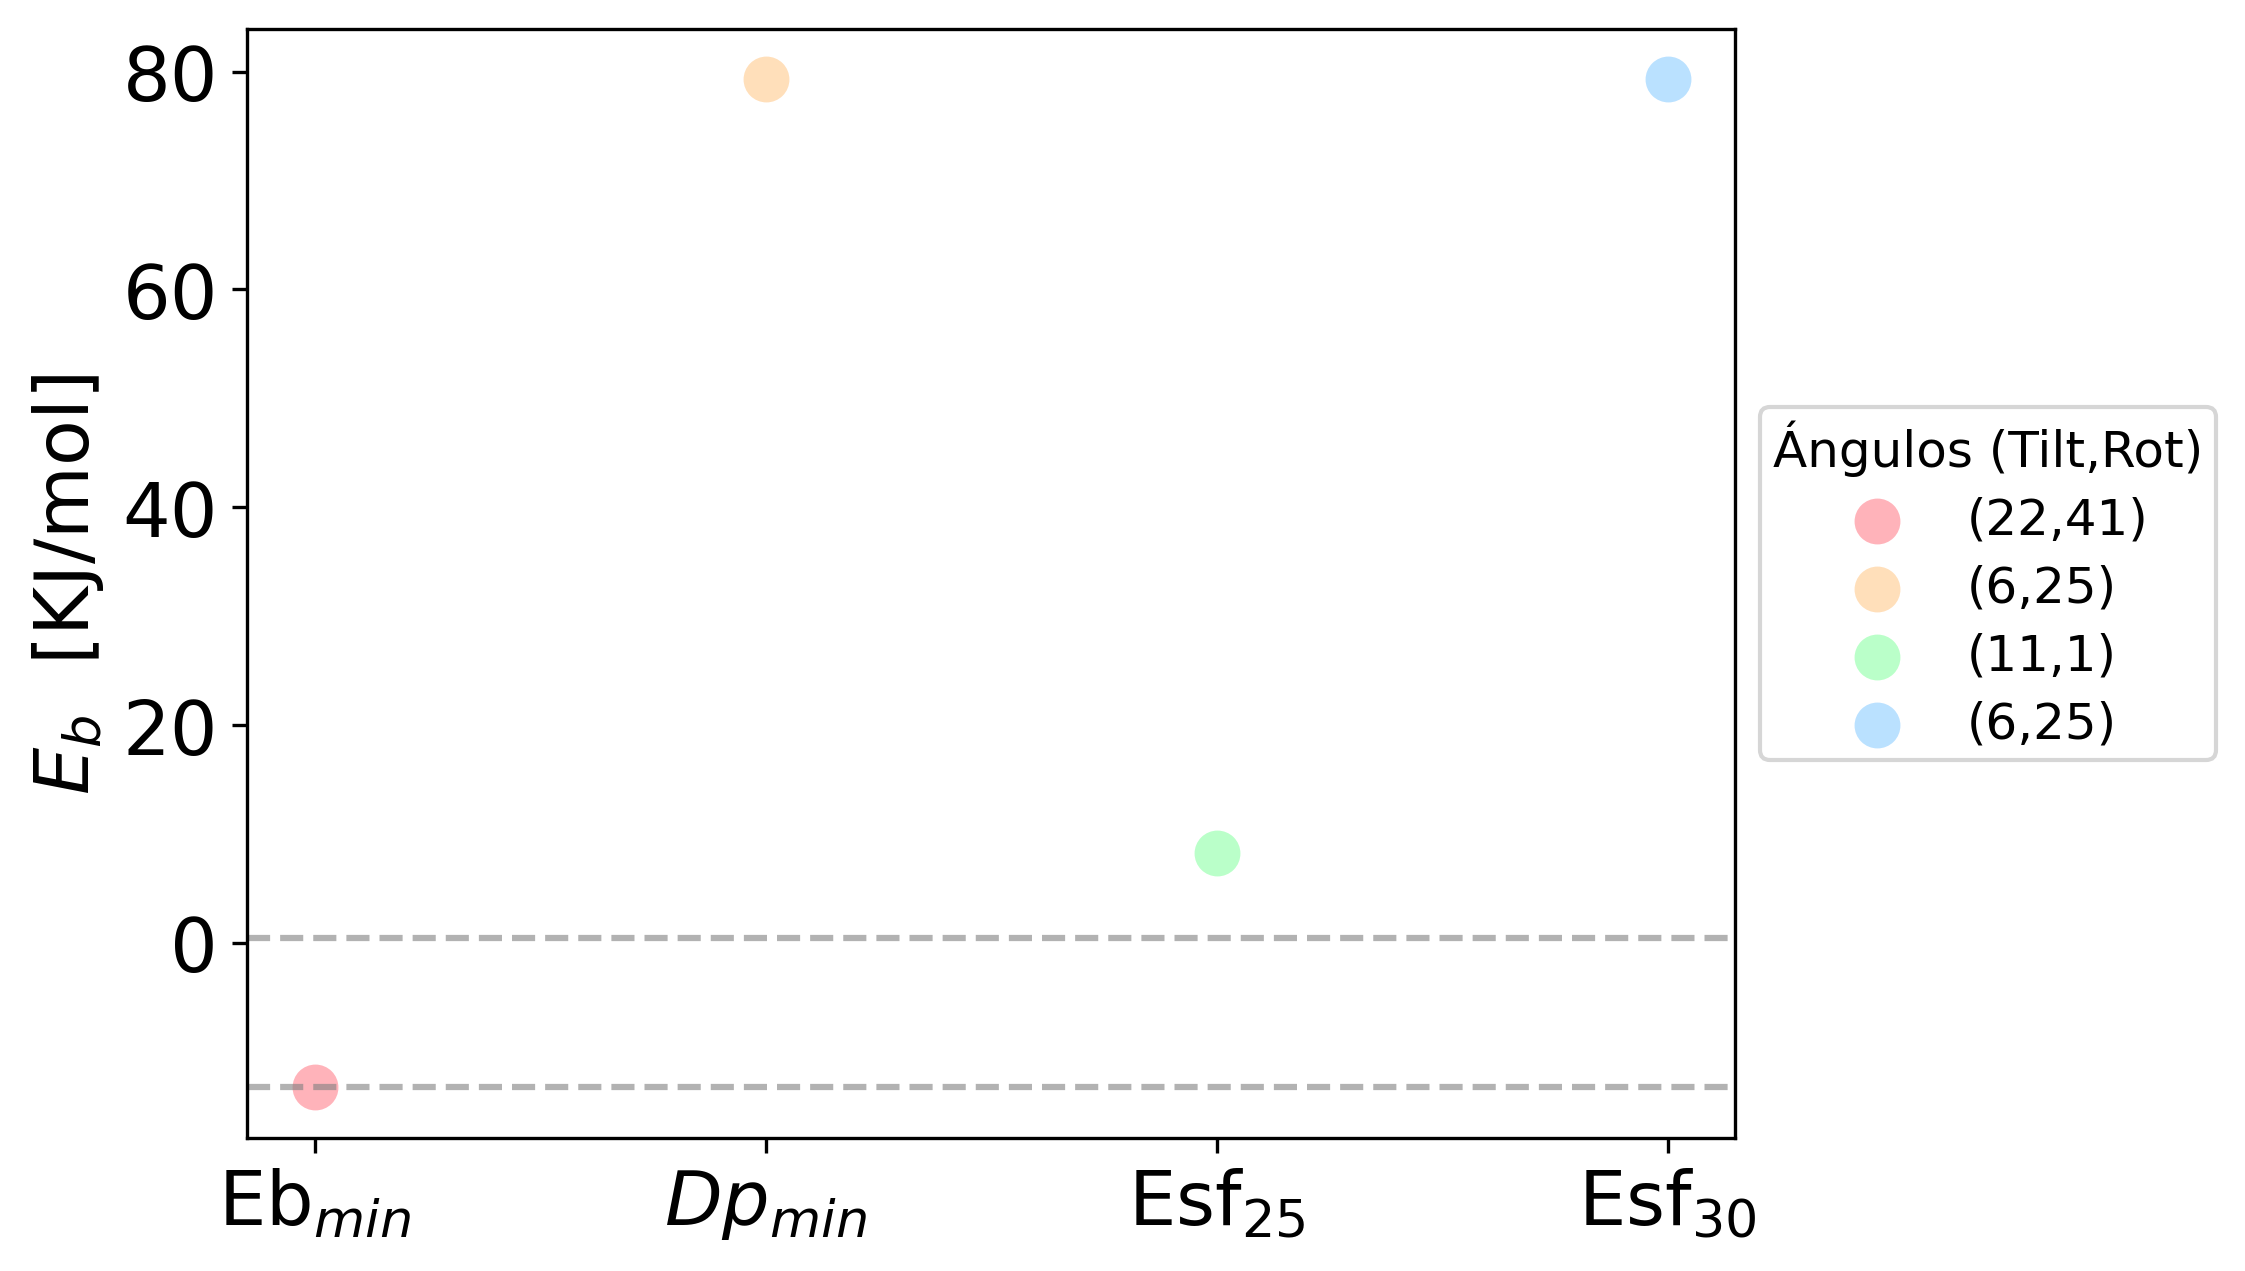 80
60
40
20
0
E_b [KJ/mol]
Eb_min
Dp_min
Esf_25
Esf_30
Ángulos (Tilt,Rot)
(22,41)
(6,25)
(11,1)
(6,25)